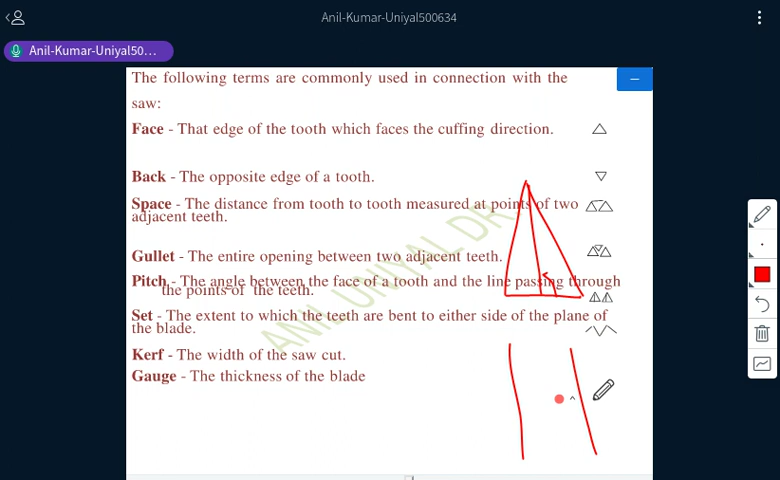 Anil-Kumar-Uniyal500634
Anil-Kumar-Uniyal50...
The following terms are commonly used in connection with the
saw:
Face - That edge of the tooth which faces the cuffing direction.
Back - The opposite edge of a tooth.
Space - The distance from tooth to tooth measured at points of two
adjacent teeth.
Gullet - The entire opening between two adjacent teeth.
Pitch - The angle between the face of a tooth and the line passing through
the points of the teeth.
Set - The extent to which the teeth are bent to either side of the plane of
the blade.
Kerf - The width of the saw cut.
Gauge - The thickness of the blade
ANIL UNIYAL DR